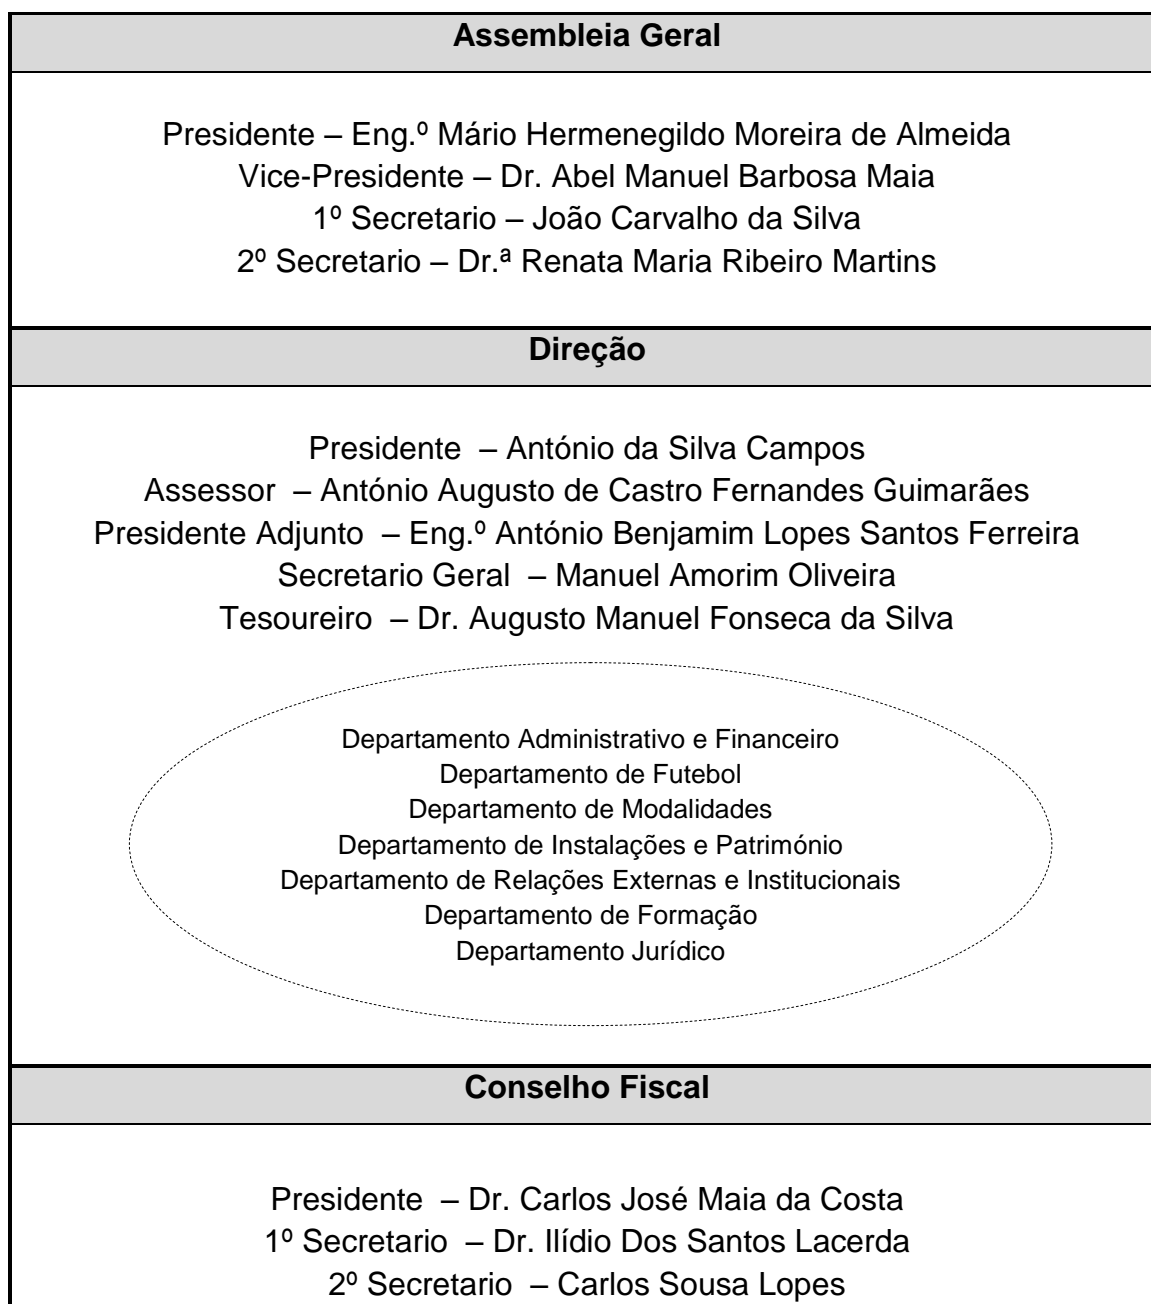 Assembleia Geral
Presidente – Eng.º Mário Hermenegildo Moreira de Almeida
Vice-Presidente – Dr. Abel Manuel Barbosa Maia
1º Secretario – João Carvalho da Silva
2º Secretario – Dr.ª Renata Maria Ribeiro Martins
Direção
Presidente – António da Silva Campos
Assessor – António Augusto de Castro Fernandes Guimarães
Presidente Adjunto – Eng.º António Benjamim Lopes Santos Ferreira
Secretario Geral – Manuel Amorim Oliveira
Tesoureiro – Dr. Augusto Manuel Fonseca da Silva
Departamento Administrativo e Financeiro
Departamento de Futebol
Departamento de Modalidades
Departamento de Instalações e Património
Departamento de Relações Externas e Institucionais
Departamento de Formação
Departamento Jurídico
Conselho Fiscal
Presidente – Dr. Carlos José Maia da Costa
1º Secretario – Dr. Ilídio Dos Santos Lacerda
2º Secretario – Carlos Sousa Lopes